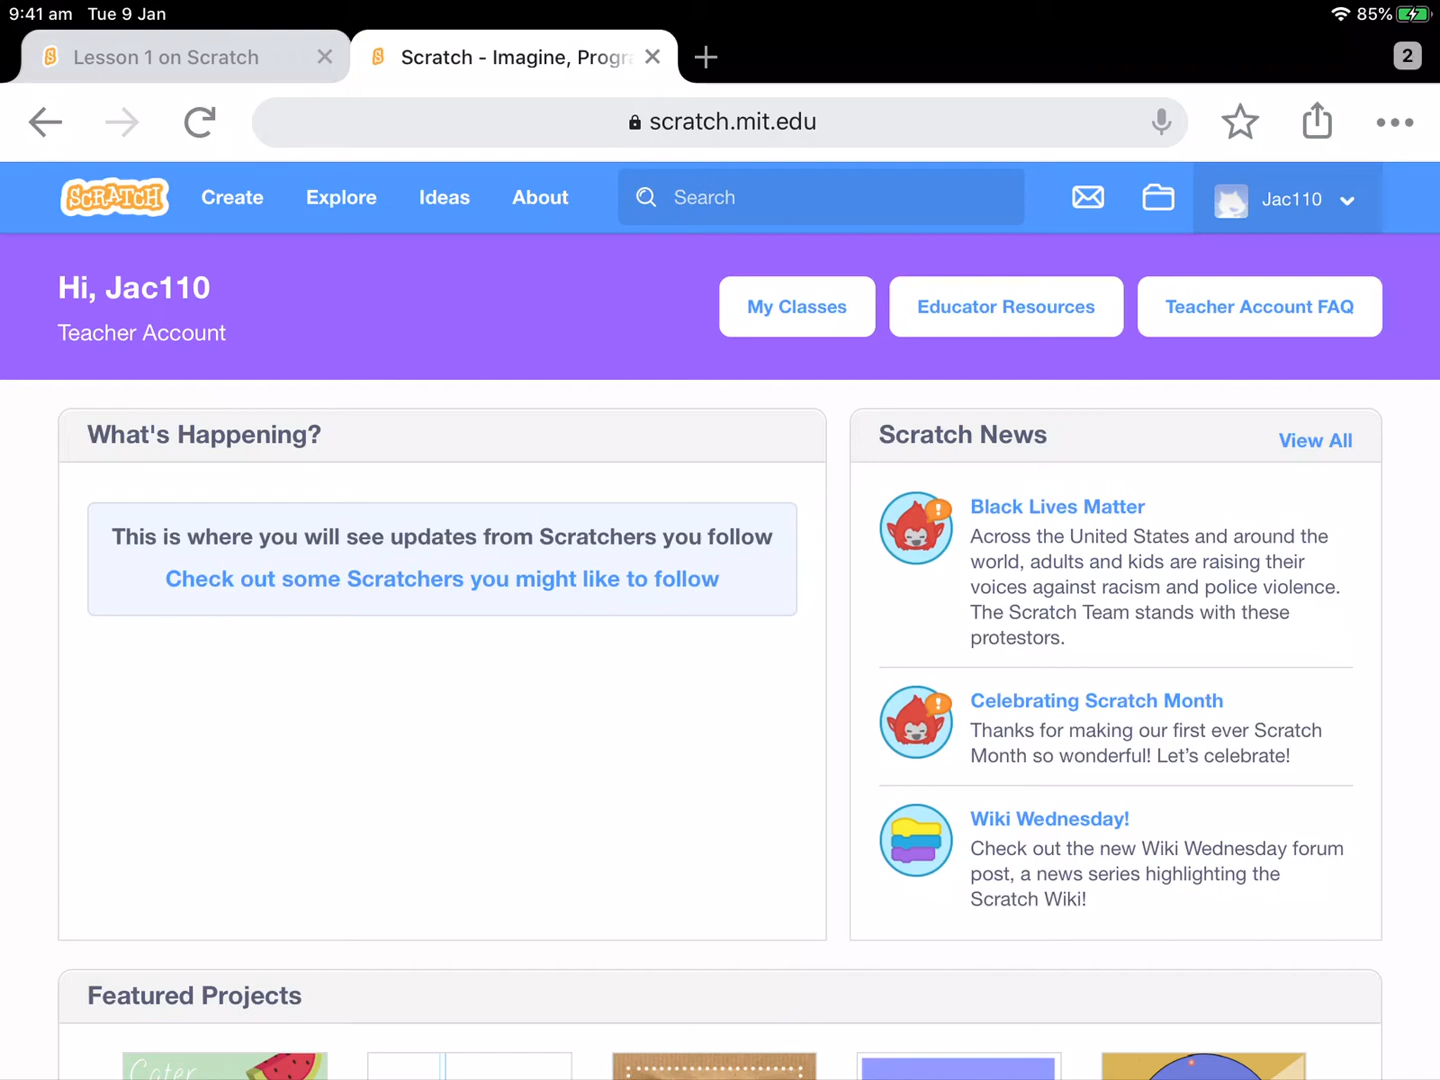 9:41 am Tue 9 Jan
85%
Lesson 1 on Scratch
Scratch - Imagine, Progra
2
scratch.mit.edu
SCRATCH
Create
Explore
Ideas
About
Search
Jac110
Hi, Jac110
Teacher Account
My Classes
Educator Resources
Teacher Account FAQ
What's Happening?
This is where you will see updates from Scratchers you follow
Check out some Scratchers you might like to follow
Scratch News
View All
Black Lives Matter
Across the United States and around the
world, adults and kids are raising their
voices against racism and police violence.
The Scratch Team stands with these
protestors.
Celebrating Scratch Month
Thanks for making our first ever Scratch
Month so wonderful! Let’s celebrate!
Wiki Wednesday!
Check out the new Wiki Wednesday forum
post, a news series highlighting the
Scratch Wiki!
Featured Projects
Cater